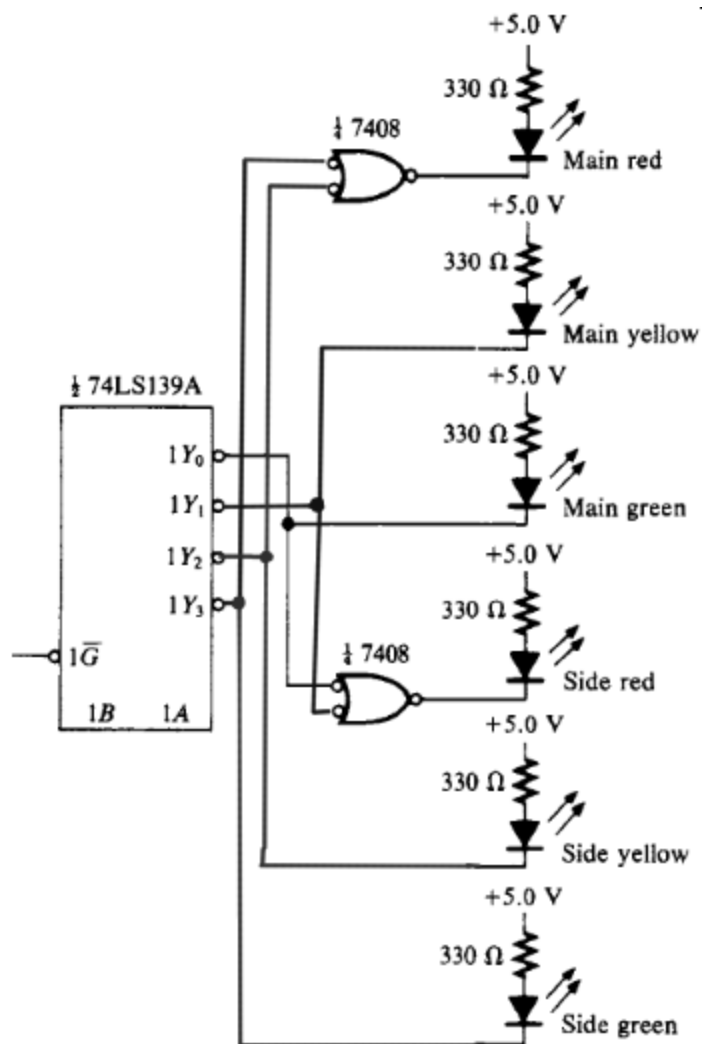 +5.0 V
330 Ω
¼ 7408
Main red
+5.0 V
330 Ω
Main yellow
½ 74LS139A
+5.0 V
330 Ω
1Y₀
1Y₁
Main green
1Y₂
+5.0 V
1Y₃
330 Ω
¼ 7408
1G̅
Side red
1B 1A
+5.0 V
330 Ω
Side yellow
+5.0 V
330 Ω
Side green